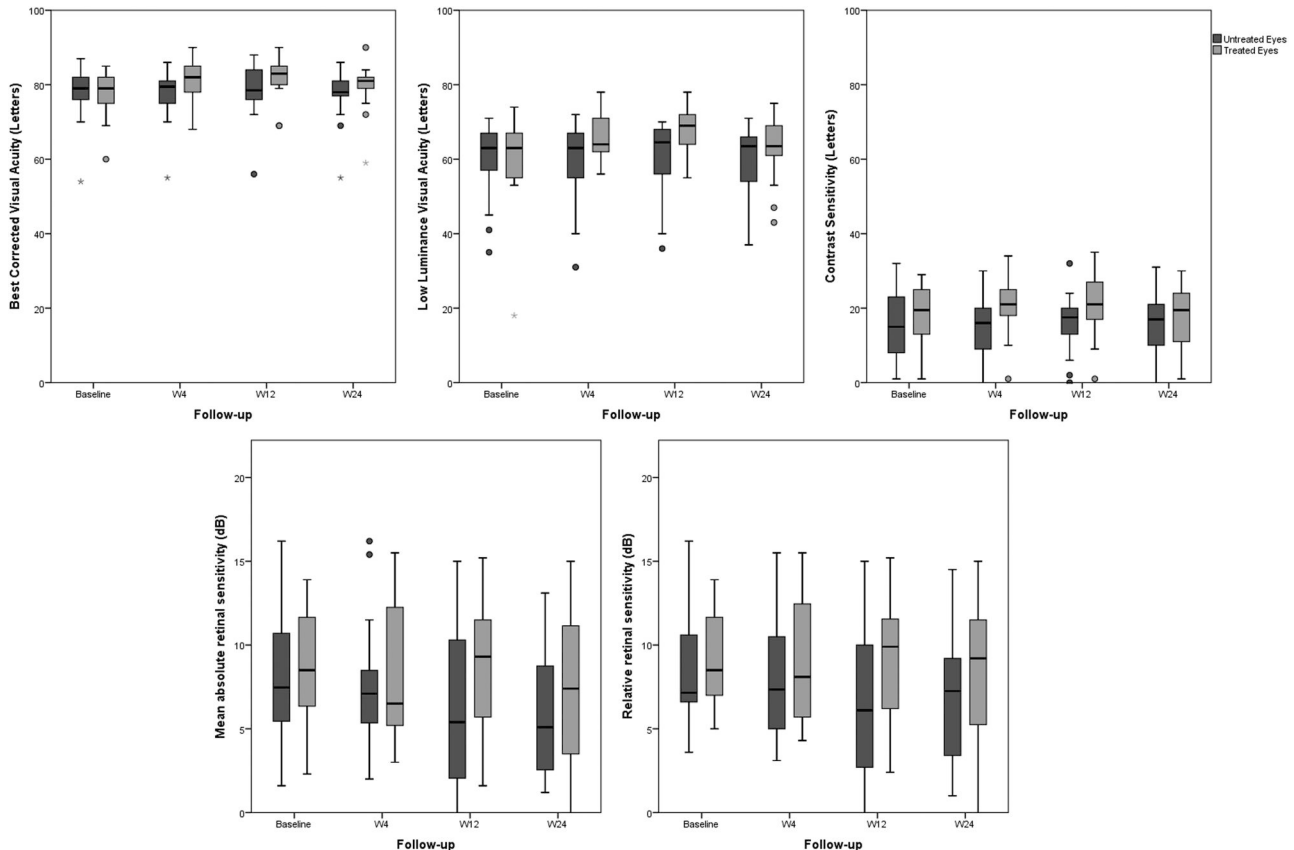 Best Corrected Visual Acuity (Letters)
100
80
60
40
20
0
Baseline
W4
W12
W24
Follow-up
Low Luminance Visual Acuity (Letters)
100
80
60
40
20
0
Baseline
W4
W12
W24
Follow-up
Contrast Sensitivity (Letters)
100
80
60
40
20
0
Baseline
W4
W12
W24
Follow-up
Untreated Eyes
Treated Eyes
Mean absolute retinal sensitivity (dB)
20
15
10
5
0
Baseline
W4
W12
W24
Follow-up
Relative retinal sensitivity (dB)
20
15
10
5
0
Baseline
W4
W12
W24
Follow-up